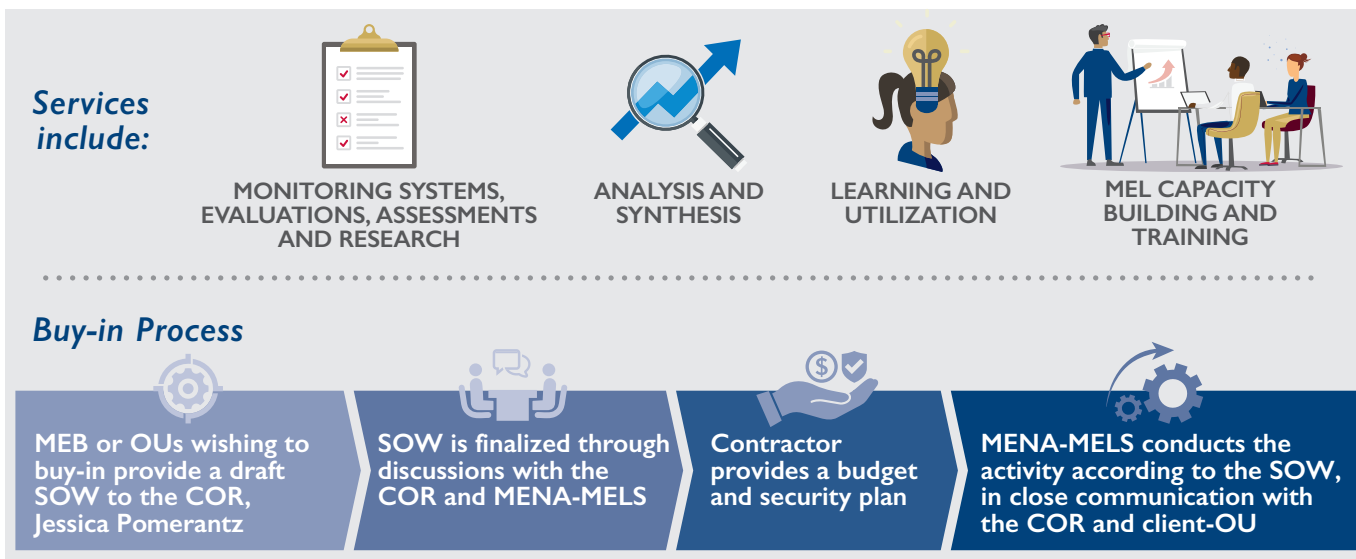 Services
include:
MONITORING SYSTEMS,
EVALUATIONS, ASSESSMENTS
AND RESEARCH
ANALYSIS AND
SYNTHESIS
LEARNING AND
UTILIZATION
MEL CAPACITY
BUILDING AND
TRAINING
Buy-in Process
MEB or OUs wishing to
buy-in provide a draft
SOW to the COR,
Jessica Pomerantz
SOW is finalized through
discussions with the
COR and MENA-MELS
$
Contractor
provides a budget
and security plan
MENA-MELS conducts the
activity according to the SOW,
in close communication with
the COR and client-OU